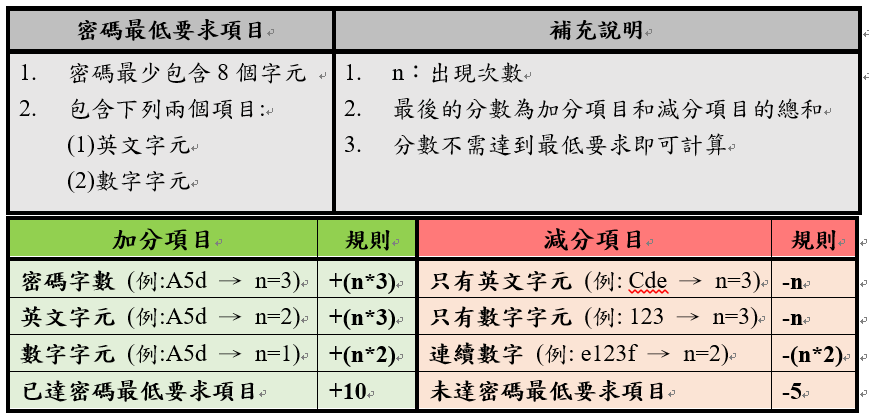 密碼最低要求項目
補充說明
1. 密碼最少包含 8 個字元
2. 包含下列兩個項目:
(1)英文字元
(2)數字字元
1. n：出現次數
2. 最後的分數為加分項目和減分項目的總和
3. 分數不需達到最低要求即可計算
加分項目 規則 減分項目 規則
密碼字數 (例:A5d → n=3) +(n*3) 只有英文字元 (例: Cde → n=3) -n
英文字元 (例:A5d → n=2) +(n*3) 只有數字字元 (例: 123 → n=3) -n
數字字元 (例:A5d → n=1) +(n*2) 連續數字 (例: e123f → n=2) -(n*2)
已達密碼最低要求項目 +10 未達密碼最低要求項目 -5